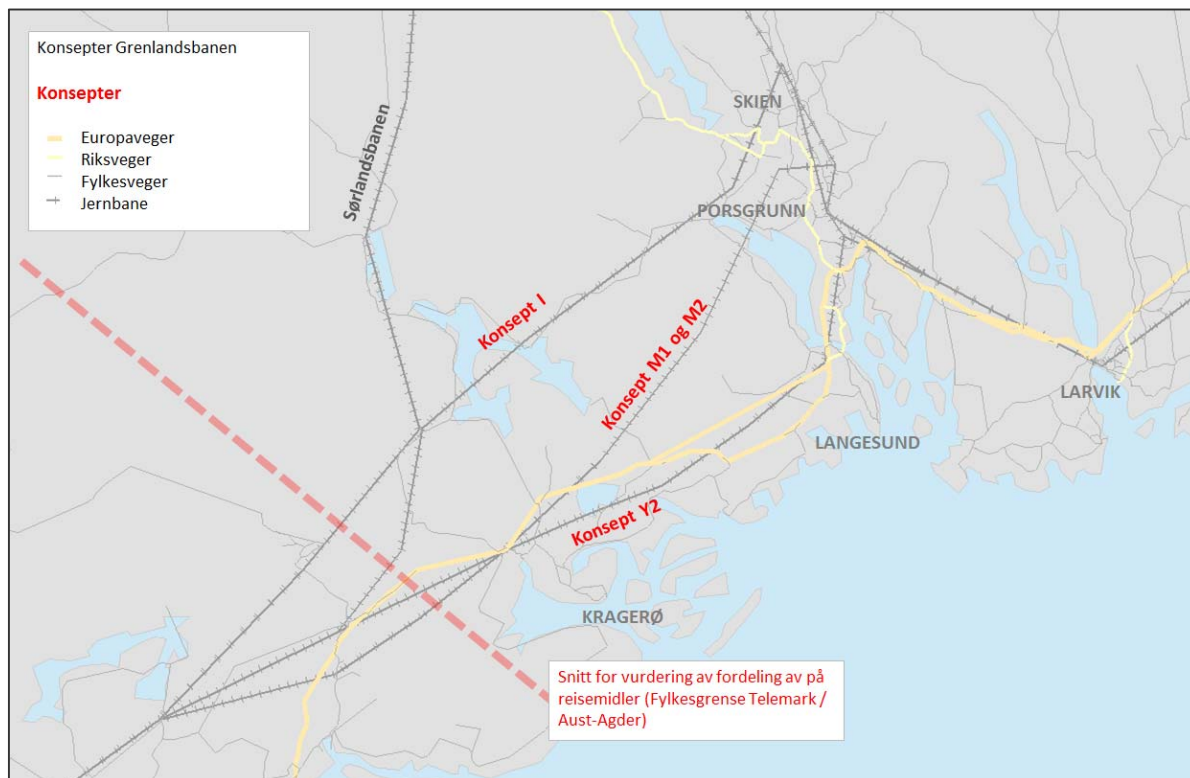 Konsepter Grenlandsbanen
Konsepter
Europaveger
Riksveger
Fylkesveger
Jernbane
Sørlandsbanen
SKIEN
PORSGRUNN
Konsept I
Konsept M1 og M2
LARVIK
LANGESUND
Konsept Y2
KRAGERØ
Snitt for vurdering av fordeling av på
reisemidler (Fylkesgrense Telemark /
Aust-Agder)